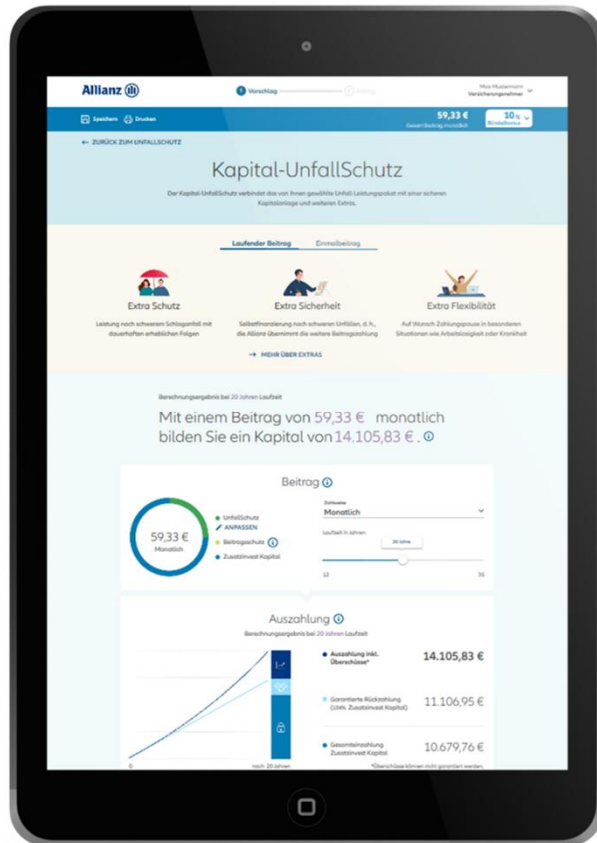 Allianz
1 Vorschlag
Max Mustermann
Versicherungsnehmer
Speichern Drucken
59,33 €
Gesamtbeitrag monatlich
10 %
Bündelbonus
← ZURÜCK ZUM UNFALLSCHUTZ
Kapital-UnfallSchutz
Der Kapital-UnfallSchutz verbindet das von Ihnen gewählte Unfall-Leistungspaket mit einer sicheren
Kapitalanlage und weiteren Extras.
Laufender Beitrag Einmalbeitrag
Extra Schutz
Leistung nach schwerem Schlaganfall mit
dauerhaften erheblichen Folgen
Extra Sicherheit
Selbstfinanzierung nach schweren Unfällen, d. h.,
die Allianz übernimmt die weitere Beitragszahlung
Extra Flexibilität
Auf Wunsch Zahlungspause in besonderen
Situationen wie Arbeitslosigkeit oder Krankheit
→ MEHR ÜBER EXTRAS
Berechnungsergebnis bei 20 Jahren Laufzeit
Mit einem Beitrag von 59,33 € monatlich
bilden Sie ein Kapital von 14.105,83 €.
Beitrag
59,33 €
Monatlich
UnfallSchutz
ANPASSEN
Beitragsschutz
Zusatzinvest Kapital
Zahlweise
Monatlich
Laufzeit in Jahren:
20 Jahre
12 35
Auszahlung
Berechnungsergebnis bei 20 Jahren Laufzeit
Auszahlung inkl.
Überschüsse*
14.105,83 €
Garantierte Rückzahlung
(104% Zusatzinvest Kapital)
11.106,95 €
Gesamteinzahlung
Zusatzinvest Kapital
10.679,76 €
0 nach 20 Jahren
*Überschüsse können nicht garantiert werden.